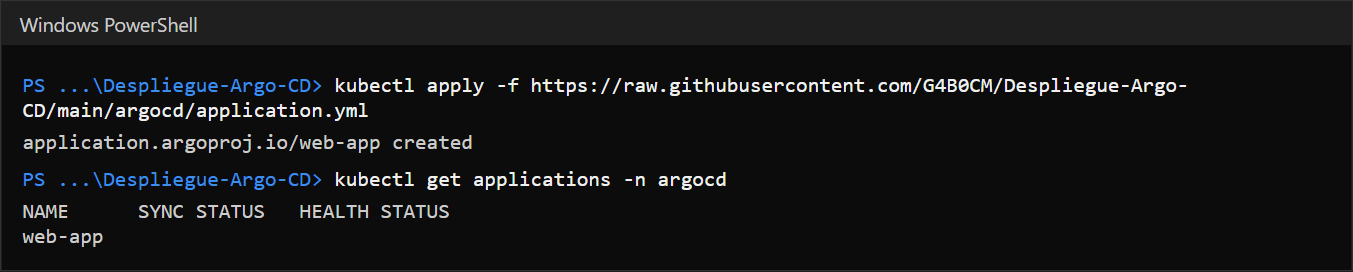 Windows PowerShell
PS ...\Despliegue-Argo-CD> kubectl apply -f https://raw.githubusercontent.com/G4B0CM/Despliegue-Argo-
CD/main/argocd/application.yml
application.argoproj.io/web-app created
PS ...\Despliegue-Argo-CD> kubectl get applications -n argocd
NAME      SYNC STATUS   HEALTH STATUS
web-app